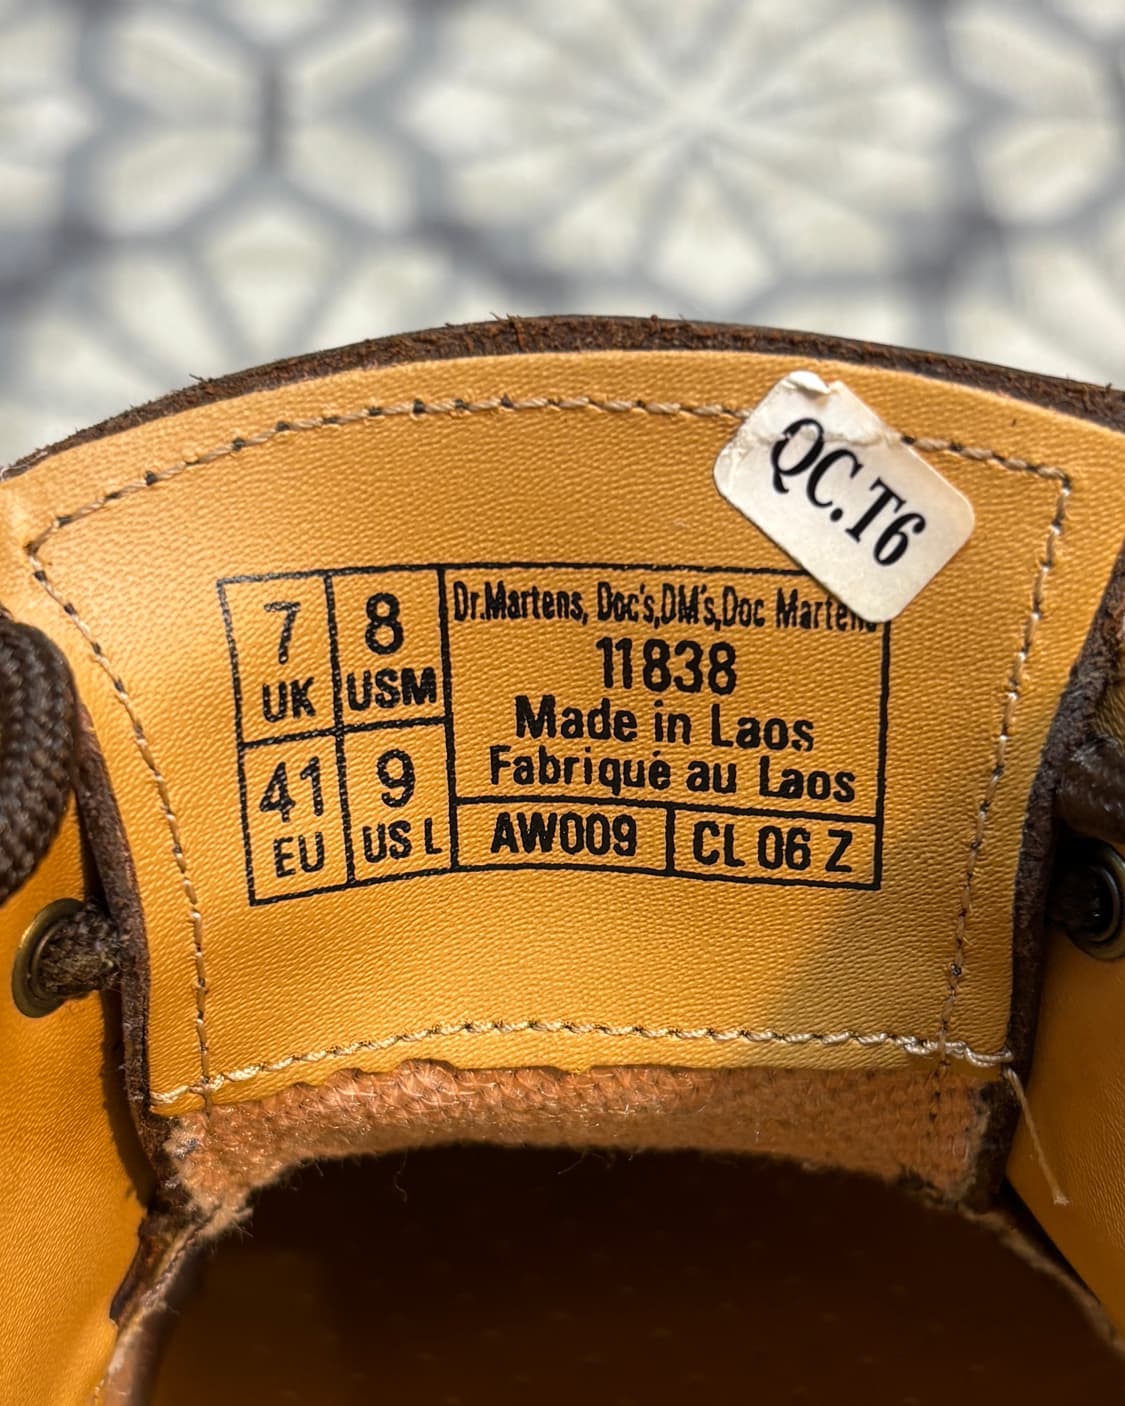 QC.T6
7
UK
8
USM
41
EU
9
US L
Dr.Martens, Doc's,DM's,Doc Martens
11838
Made in Laos
Fabriqué au Laos
AW009
CL 06 Z